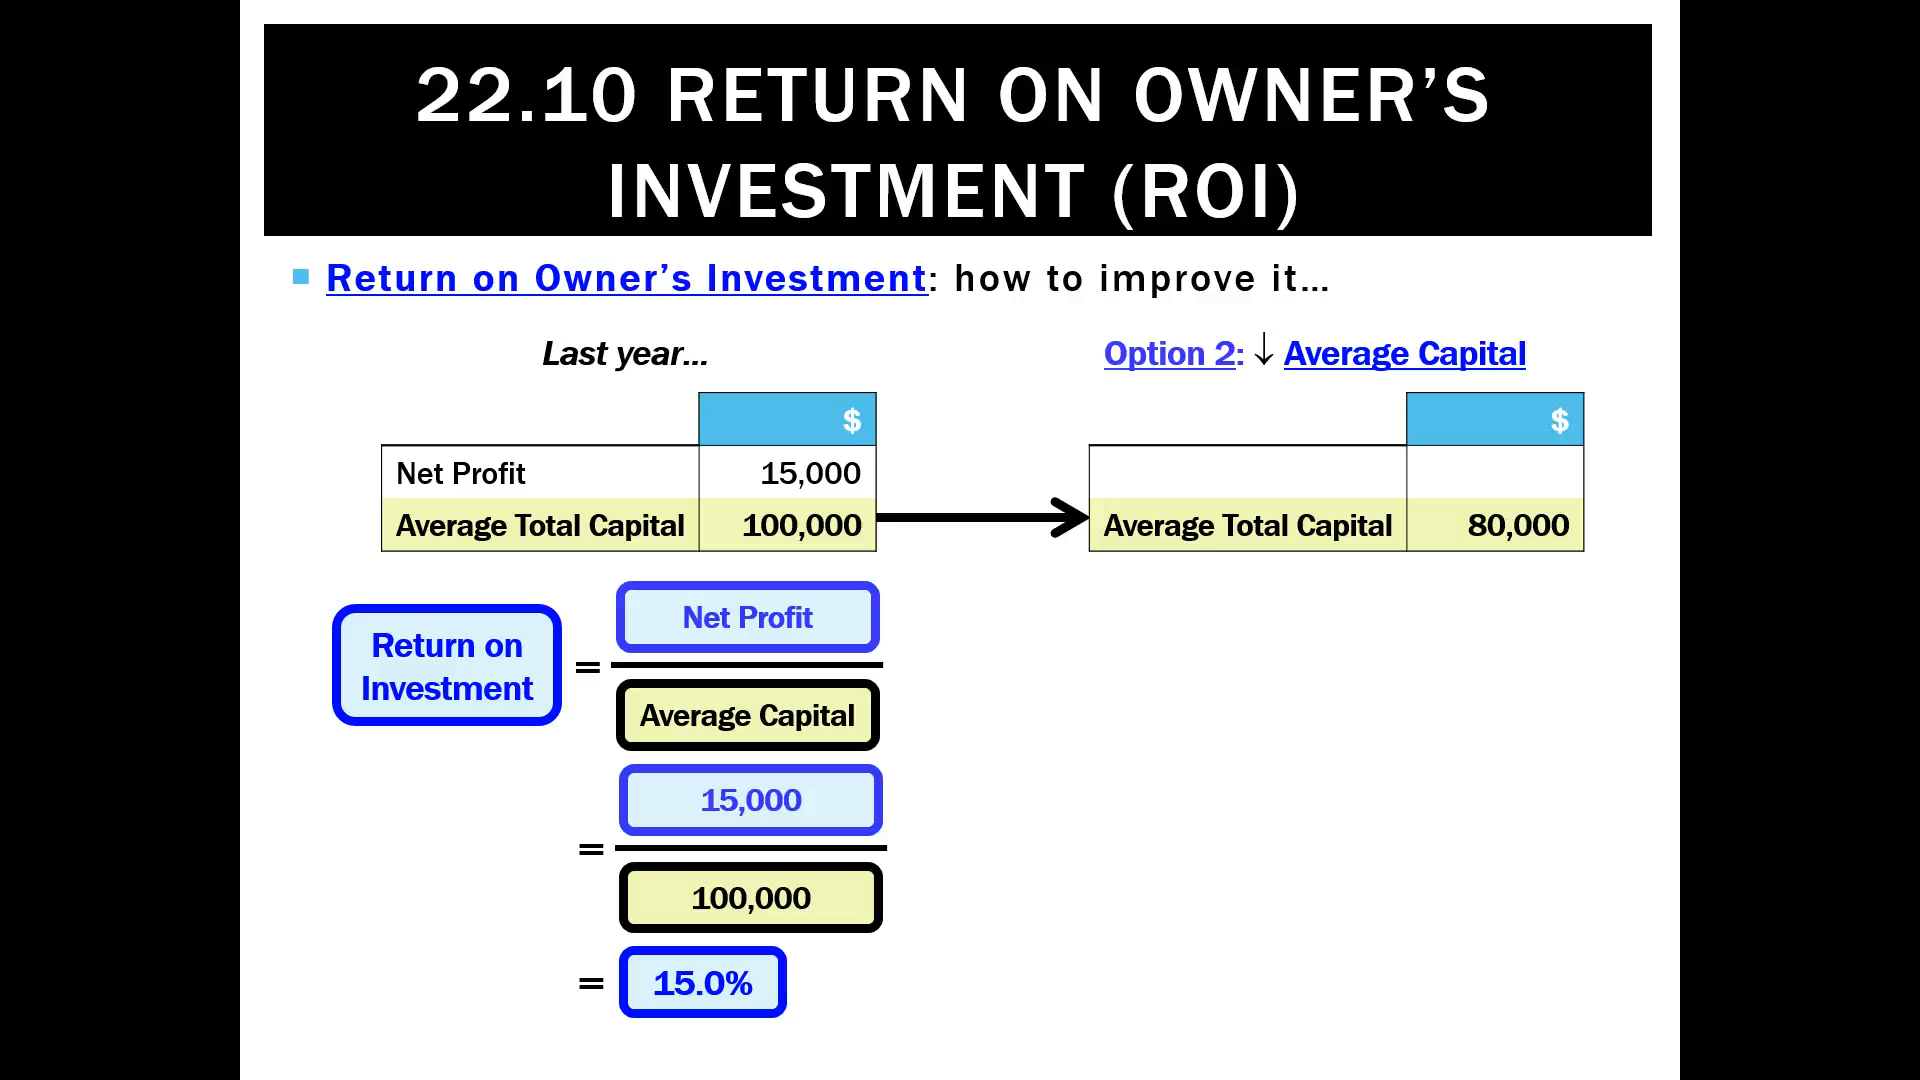 22.10 RETURN ON OWNER’S
INVESTMENT (ROI)
Return on Owner’s Investment: how to improve it…
Last year…
$
Net Profit 15,000
Average Total Capital 100,000
Option 2: ↓ Average Capital
$
Average Total Capital 80,000
Return on
Investment
=
Net Profit
Average Capital
=
15,000
100,000
= 15.0%